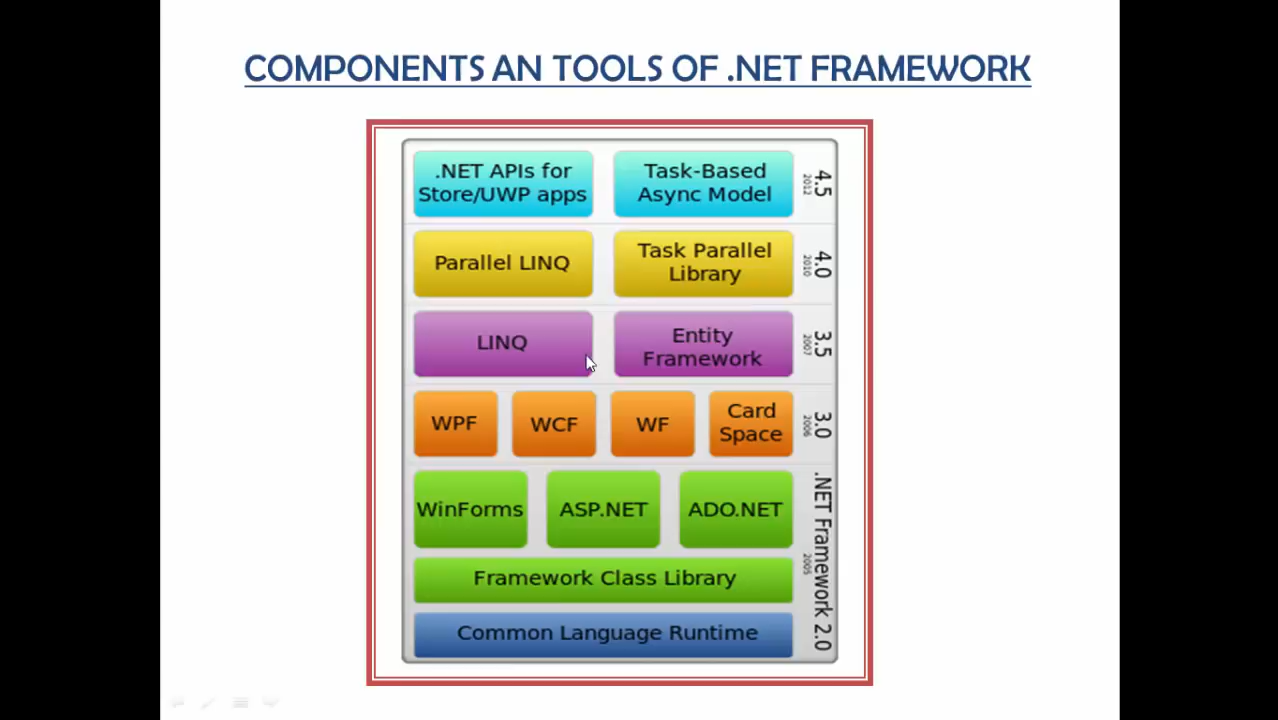 COMPONENTS AN TOOLS OF .NET FRAMEWORK
.NET APIs for
Store/UWP apps
Task-Based
Async Model
4.5
2012
Parallel LINQ
Task Parallel
Library
4.0
2010
LINQ
Entity
Framework
3.5
2007
WPF
WCF
WF
Card
Space
3.0
2006
WinForms
ASP.NET
ADO.NET
Framework Class Library
Common Language Runtime
.NET Framework 2.0
2005